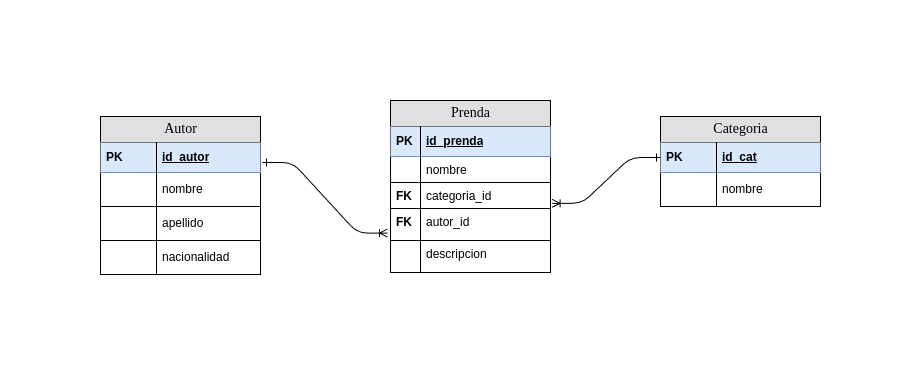 Autor
PK id_autor
nombre
apellido
nacionalidad
Prenda
PK id_prenda
nombre
FK categoria_id
FK autor_id
descripcion
Categoria
PK id_cat
nombre